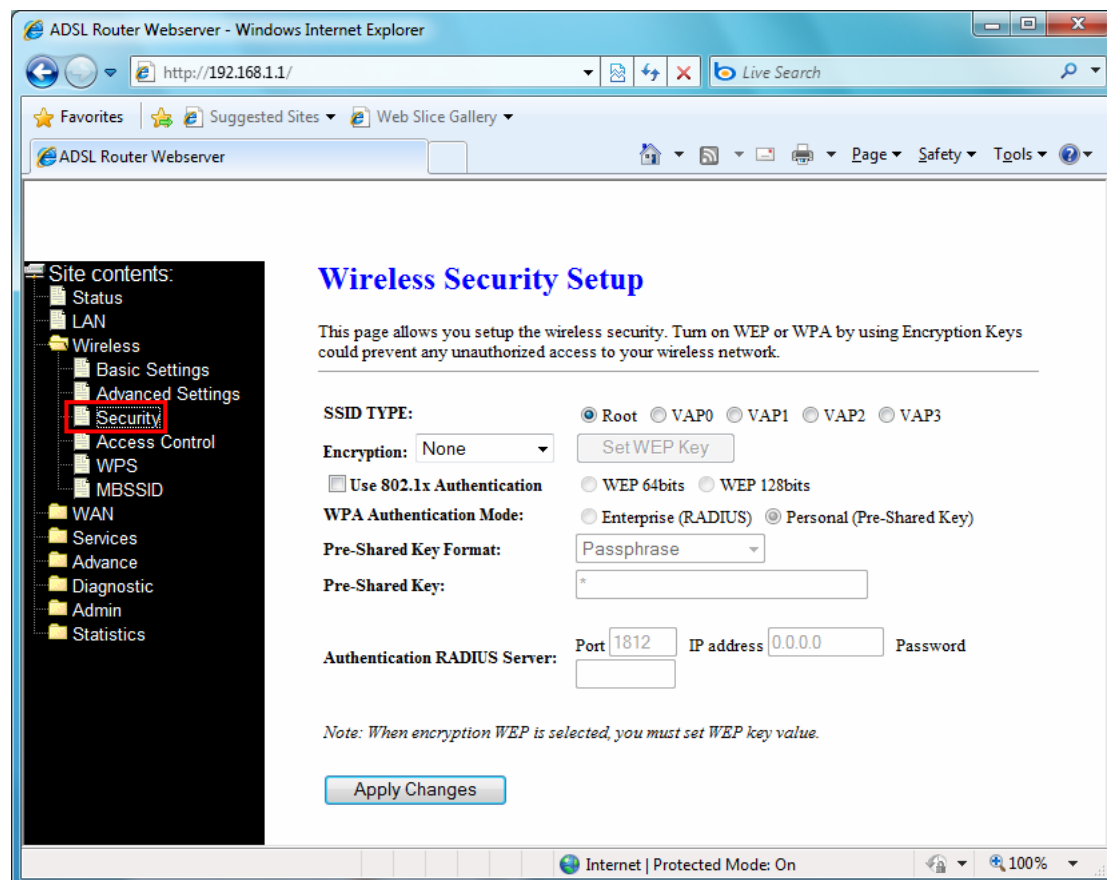 ADSL Router Webserver - Windows Internet Explorer
http://192.168.1.1/
Live Search
Favorites
Suggested Sites
Web Slice Gallery
ADSL Router Webserver
Page
Safety
Tools
Site contents:
Status
LAN
Wireless
Basic Settings
Advanced Settings
Security
Access Control
WPS
MBSSID
WAN
Services
Advance
Diagnostic
Admin
Statistics
Wireless Security Setup
This page allows you setup the wireless security. Turn on WEP or WPA by using Encryption Keys
could prevent any unauthorized access to your wireless network.
SSID TYPE: Root VAP0 VAP1 VAP2 VAP3
Encryption: None Set WEP Key
Use 802.1x Authentication WEP 64bits WEP 128bits
WPA Authentication Mode: Enterprise (RADIUS) Personal (Pre-Shared Key)
Pre-Shared Key Format: Passphrase
Pre-Shared Key: *
Authentication RADIUS Server: Port 1812 IP address 0.0.0.0 Password
Note: When encryption WEP is selected, you must set WEP key value.
Apply Changes
Internet | Protected Mode: On
100%